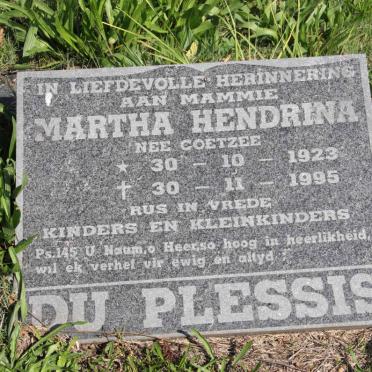 IN LIEFDEVOLLE HERINNERING
AAN MAMMIE
MARTHA HENDRINA
NEE COETZEE
★ 30 - 10 - 1923
✝ 30 - 11 - 1995
RUS IN VREDE
KINDERS EN KLEINKINDERS
Ps.145 U Naum,o Heer,so hoog in heerlikheid,
wil ek verhef vir ewig en altyd.
DU PLESSIS